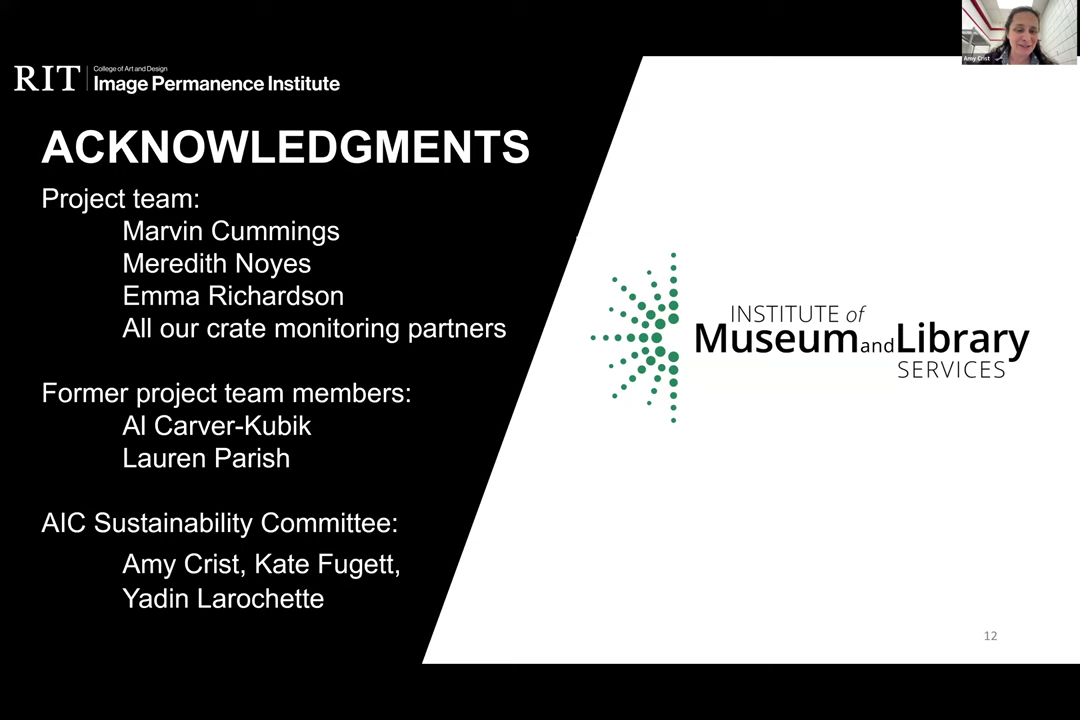 Amy Crist
RIT
College of Art and Design
Image Permanence Institute
ACKNOWLEDGMENTS
Project team:
Marvin Cummings
Meredith Noyes
Emma Richardson
All our crate monitoring partners
Former project team members:
Al Carver-Kubik
Lauren Parish
AIC Sustainability Committee:
Amy Crist, Kate Fugett,
Yadin Larochette
INSTITUTE of
Museum and Library
SERVICES
12